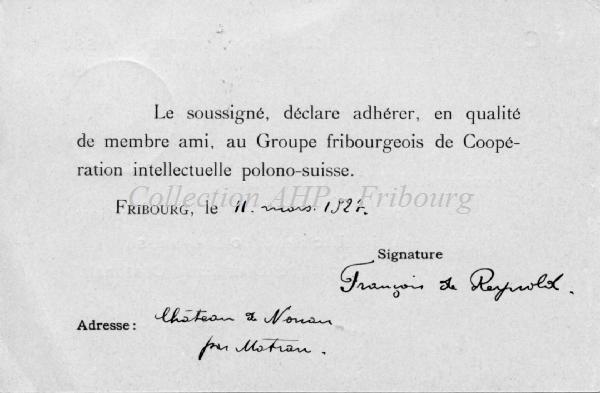 Le soussigné, déclare adhérer, en qualité
de membre ami, au Groupe fribourgeois de Coopé-
ration intellectuelle polono-suisse.
Collection AHP - Fribourg
FRIBOURG, le 11. mars.
Signature
François de Reynold.
Adresse: Château de Nonan
par Matran.